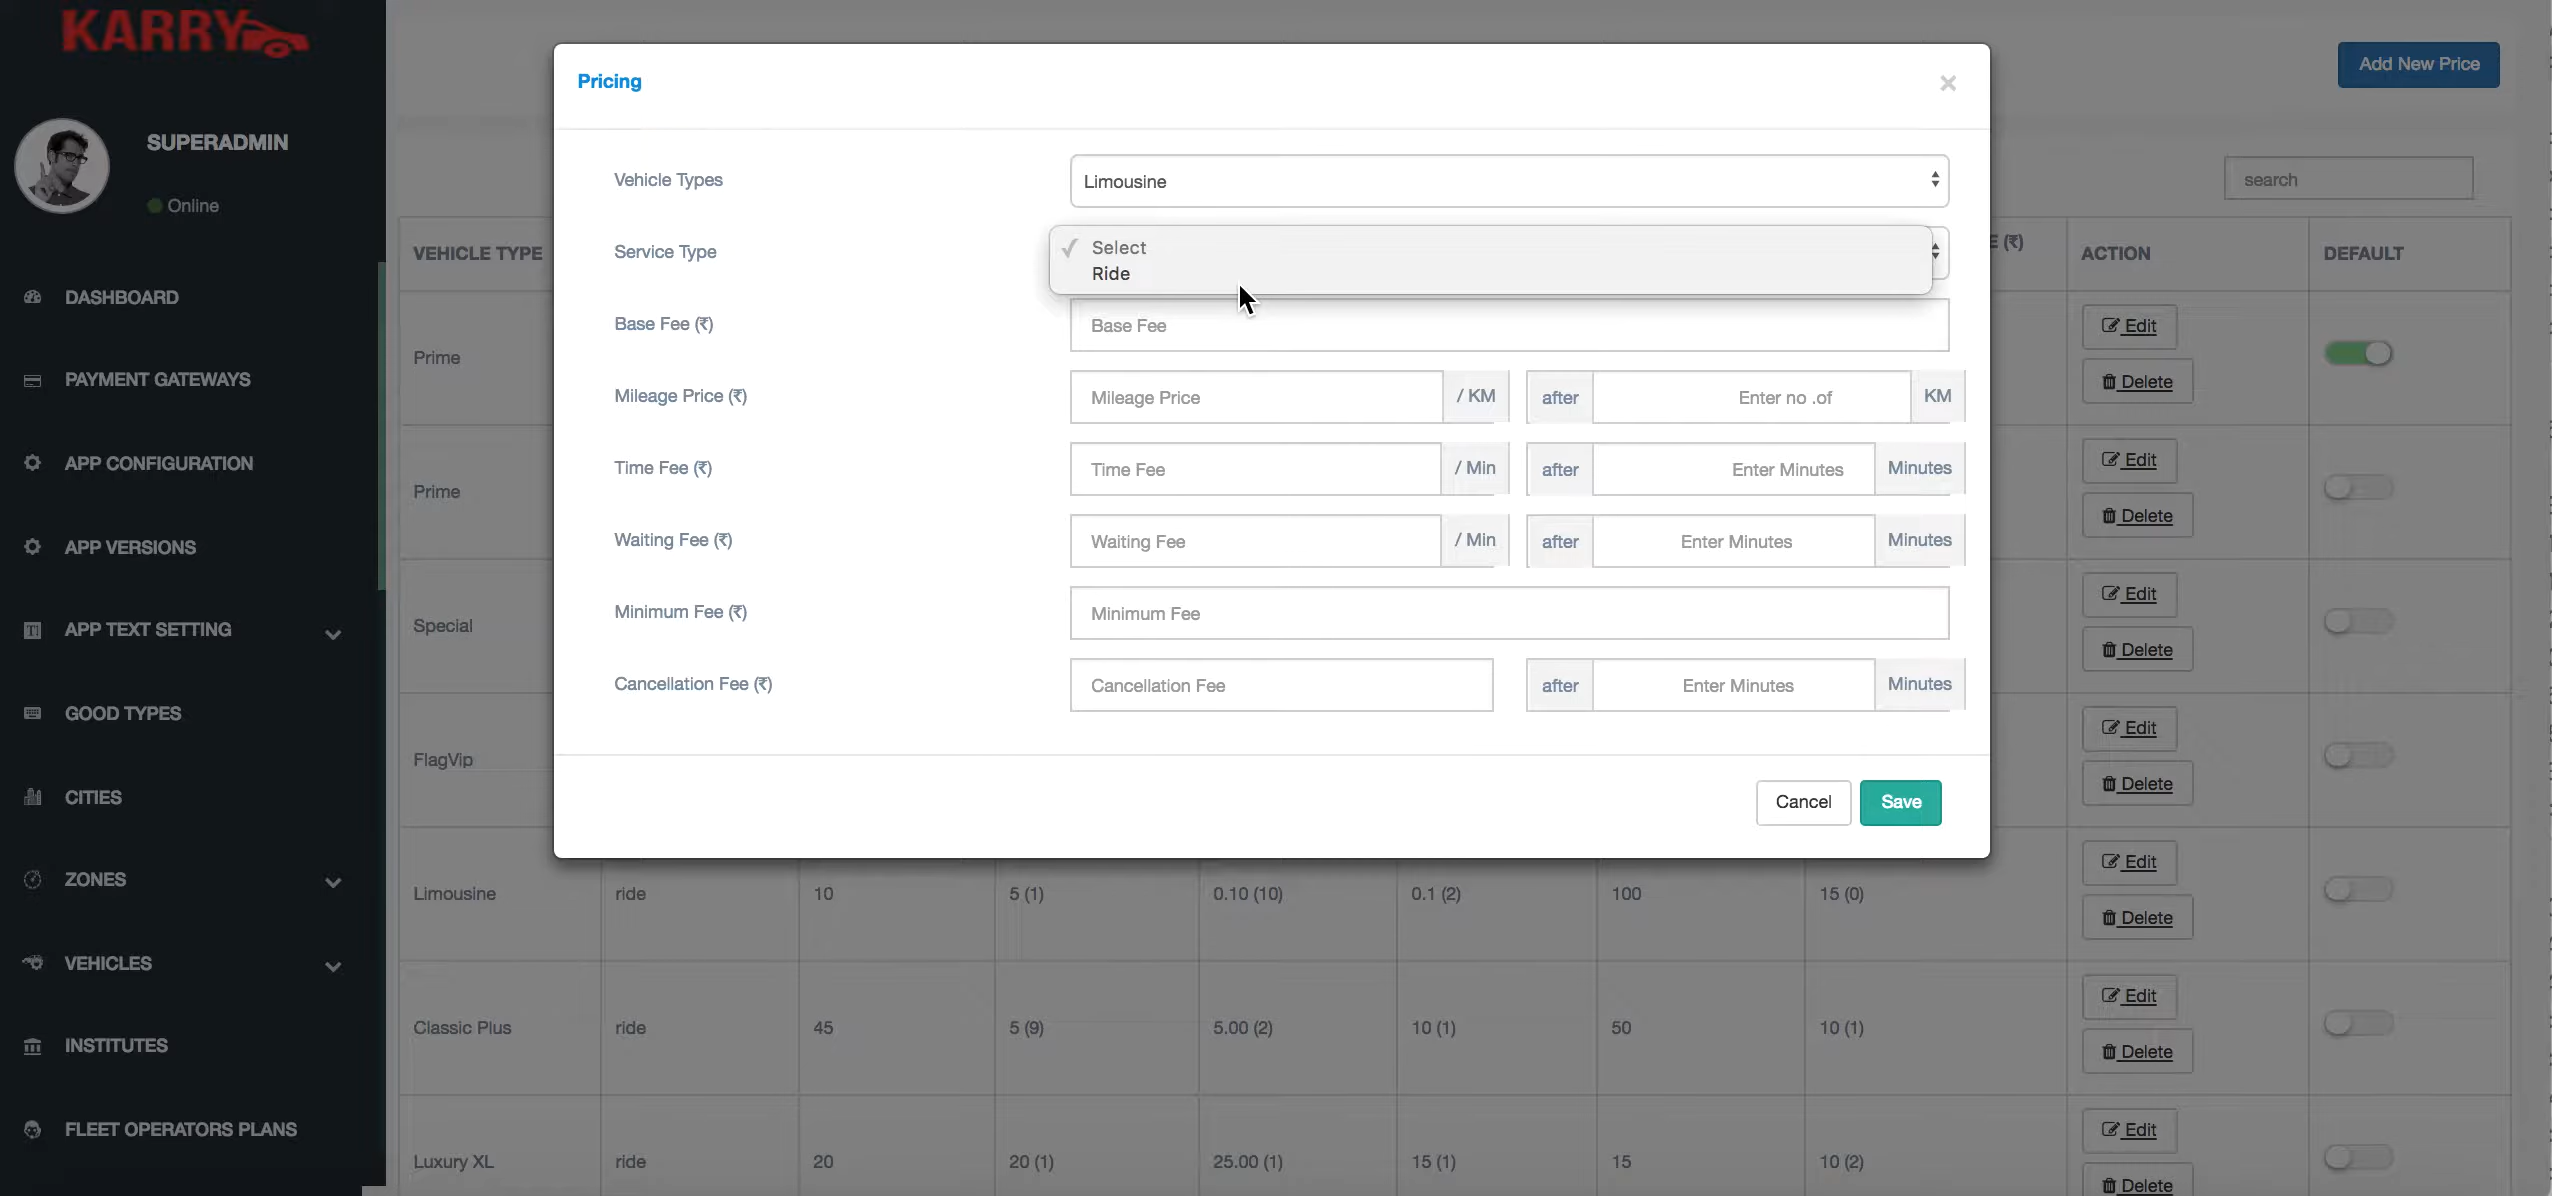 KARRY
SUPERADMIN
Online
DASHBOARD
PAYMENT GATEWAYS
APP CONFIGURATION
APP VERSIONS
APP TEXT SETTING
GOOD TYPES
CITIES
ZONES
VEHICLES
INSTITUTES
FLEET OPERATORS PLANS
Add New Price
search
Pricing
×
Vehicle Types
Limousine
Service Type
Select
Ride
Base Fee (₹)
Base Fee
Mileage Price (₹)
Mileage Price / KM after Enter no .of KM
Time Fee (₹)
Time Fee / Min after Enter Minutes Minutes
Waiting Fee (₹)
Waiting Fee / Min after Enter Minutes Minutes
Minimum Fee (₹)
Minimum Fee
Cancellation Fee (₹)
Cancellation Fee after Enter Minutes Minutes
Cancel Save
VEHICLE TYPE E (₹) ACTION DEFAULT
Prime Edit
Delete
Prime Edit
Delete
Special Edit
Delete
FlagVip Edit
Delete
Limousine ride 10 5 (1) 0.10 (10) 0.1 (2) 100 15 (0) Edit
Delete
Classic Plus ride 45 5 (9) 5.00 (2) 10 (1) 50 10 (1) Edit
Delete
Luxury XL ride 20 20 (1) 25.00 (1) 15 (1) 15 10 (2) Edit
Delete